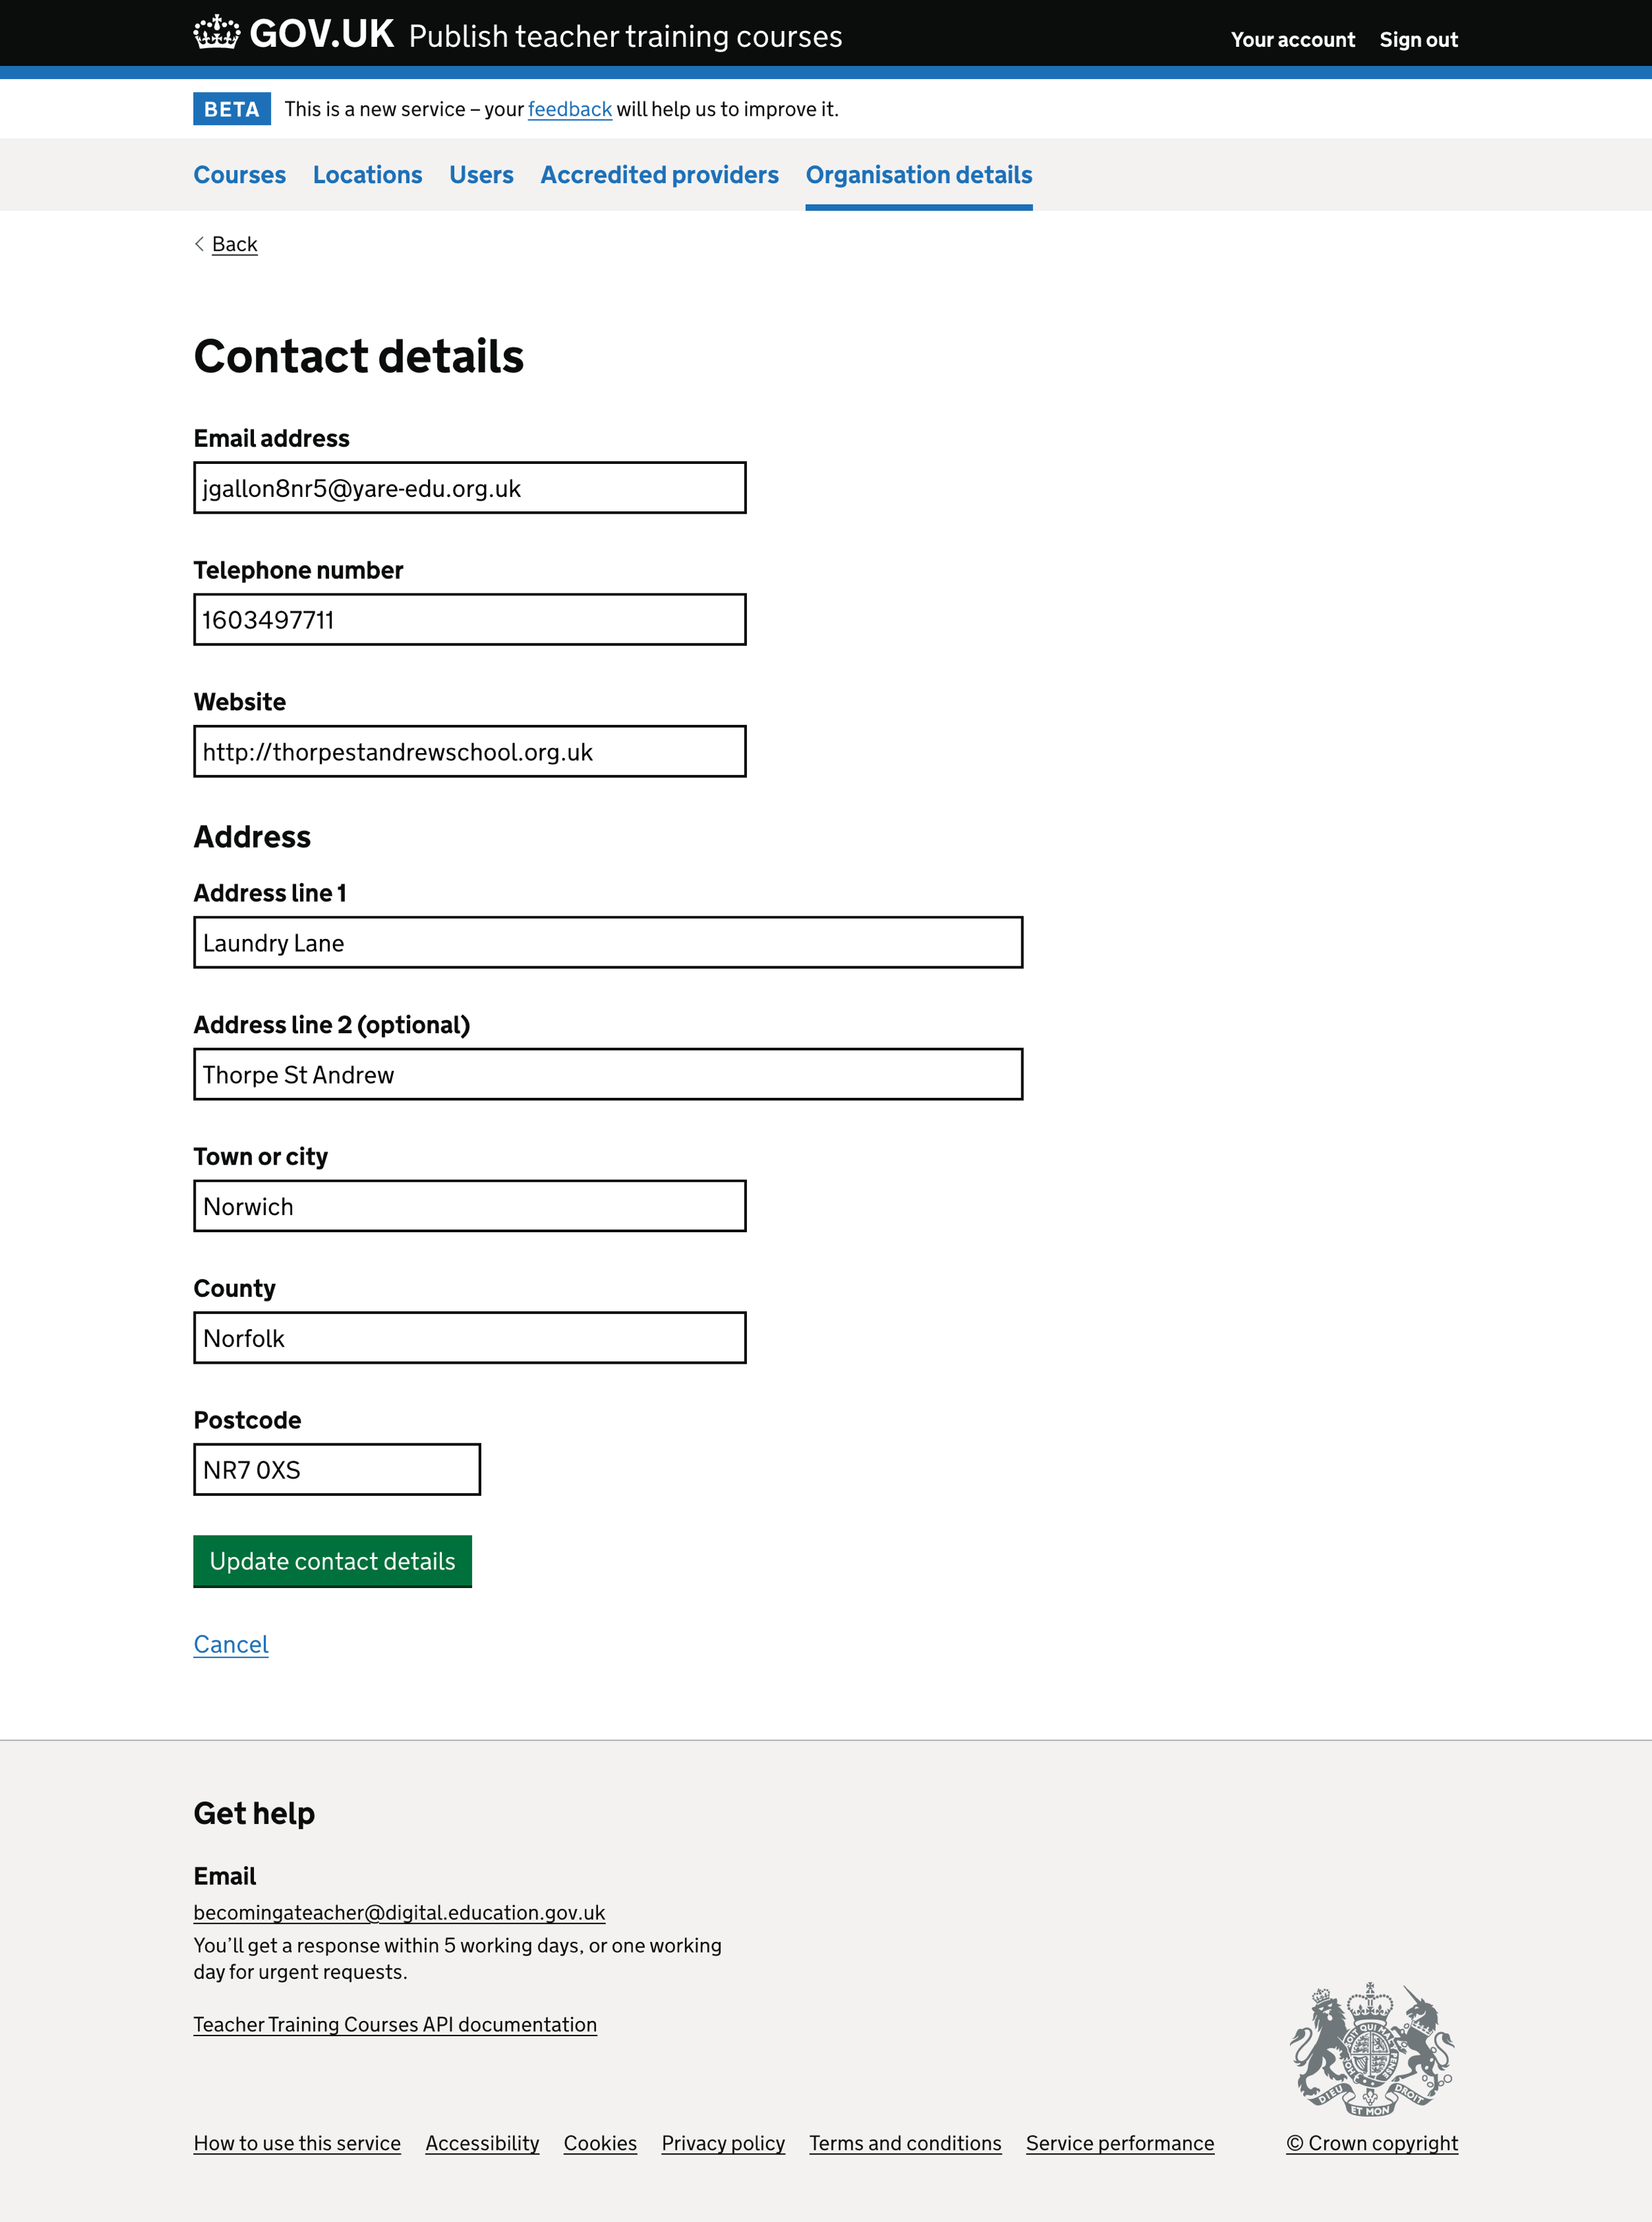 GOV.UK Publish teacher training courses
Your account Sign out
BETA This is a new service – your feedback will help us to improve it.
Courses Locations Users Accredited providers Organisation details
Back
Contact details
Email address
jgallon8nr5@yare-edu.org.uk
Telephone number
1603497711
Website
http://thorpestandrewschool.org.uk
Address
Address line 1
Laundry Lane
Address line 2 (optional)
Thorpe St Andrew
Town or city
Norwich
County
Norfolk
Postcode
NR7 0XS
Update contact details
Cancel
Get help
Email
becomingateacher@digital.education.gov.uk
You’ll get a response within 5 working days, or one working
day for urgent requests.
Teacher Training Courses API documentation
DIEU ET MON DROIT
How to use this service Accessibility Cookies Privacy policy Terms and conditions Service performance © Crown copyright